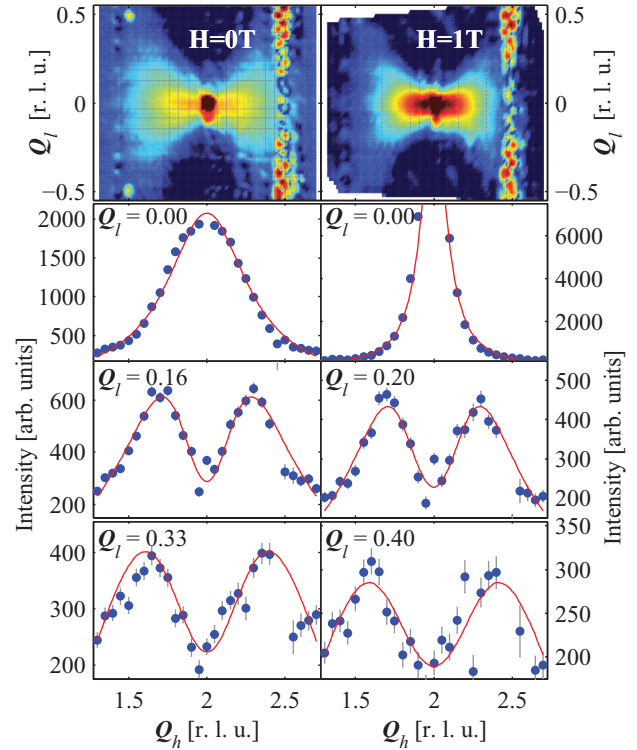 H=0T
H=1T
0.5
0
−0.5
Q_l [r. l. u.]
0.5
0
−0.5
Q_l [r. l. u.]
Q_l = 0.00
2000
1500
1000
500
Q_l = 0.00
6000
4000
2000
Q_l = 0.16
600
400
200
Q_l = 0.20
500
400
300
200
Intensity [arb. units]
Intensity [arb. units]
Q_l = 0.33
400
300
200
Q_l = 0.40
350
300
250
200
150
1.5 2 2.5
1.5 2 2.5
Q_h [r. l. u.]
Q_h [r. l. u.]